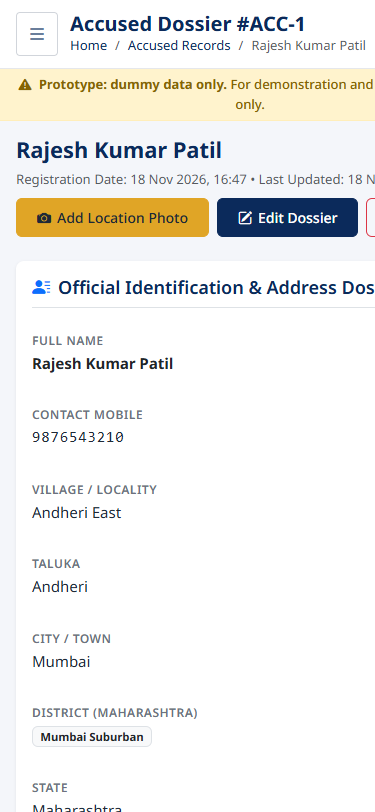 Accused Dossier #ACC-1
Home / Accused Records / Rajesh Kumar Patil
Prototype: dummy data only. For demonstration and
only.
Rajesh Kumar Patil
Registration Date: 18 Nov 2026, 16:47 • Last Updated: 18 N
Add Location Photo
Edit Dossier
Official Identification & Address Dos
FULL NAME
Rajesh Kumar Patil
CONTACT MOBILE
9876543210
VILLAGE / LOCALITY
Andheri East
TALUKA
Andheri
CITY / TOWN
Mumbai
DISTRICT (MAHARASHTRA)
Mumbai Suburban
STATE
Maharashtra